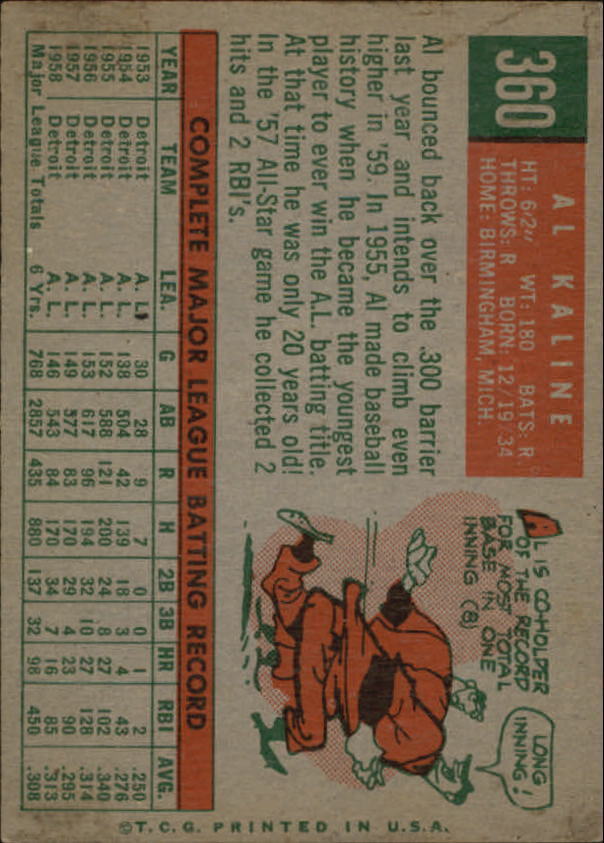 360
AL KALINE
HT: 6'2" WT: 180 BATS: R
THROWS: R BORN: 12/19/34
HOME: BIRMINGHAM, MICH.
Al bounced back over the .300 barrier
last year and intends to climb even
higher in '59. In 1955, Al made baseball
history when he became the youngest
player to ever win the A.L. batting title.
At that time he was only 20 years old!
In the '57 All-Star game he collected 2
hits and 2 RBI's.
AL IS CO-HOLDER
OF THE RECORD
FOR MOST TOTAL
BASE IN ONE
INNING (8)
LONG
INNING!
COMPLETE MAJOR LEAGUE BATTING RECORD
YEAR TEAM LEA. G AB R H 2B 3B HR RBI AVG.
1953 Detroit A. L. 30 28 9 7 0 0 1 2 .250
1954 Detroit A. L. 138 504 42 139 18 3 4 43 .276
1955 Detroit A. L. 152 588 121 200 24 8 27 102 .340
1956 Detroit A. L. 153 617 96 194 32 10 27 128 .314
1957 Detroit A. L. 149 577 83 170 29 4 23 90 .295
1958 Detroit A. L. 146 543 84 170 34 7 16 85 .313
Major League Totals 6 Yrs. 768 2857 435 880 137 32 98 450 .308
©T.C.G. PRINTED IN U.S.A.